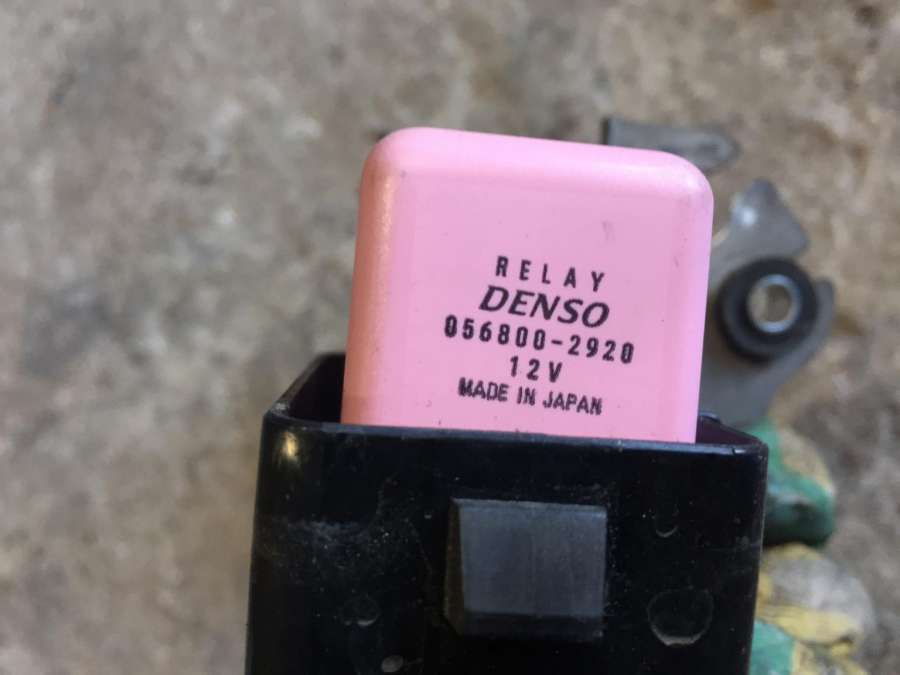 RELAY
DENSO
056800-2920
12V
MADE IN JAPAN